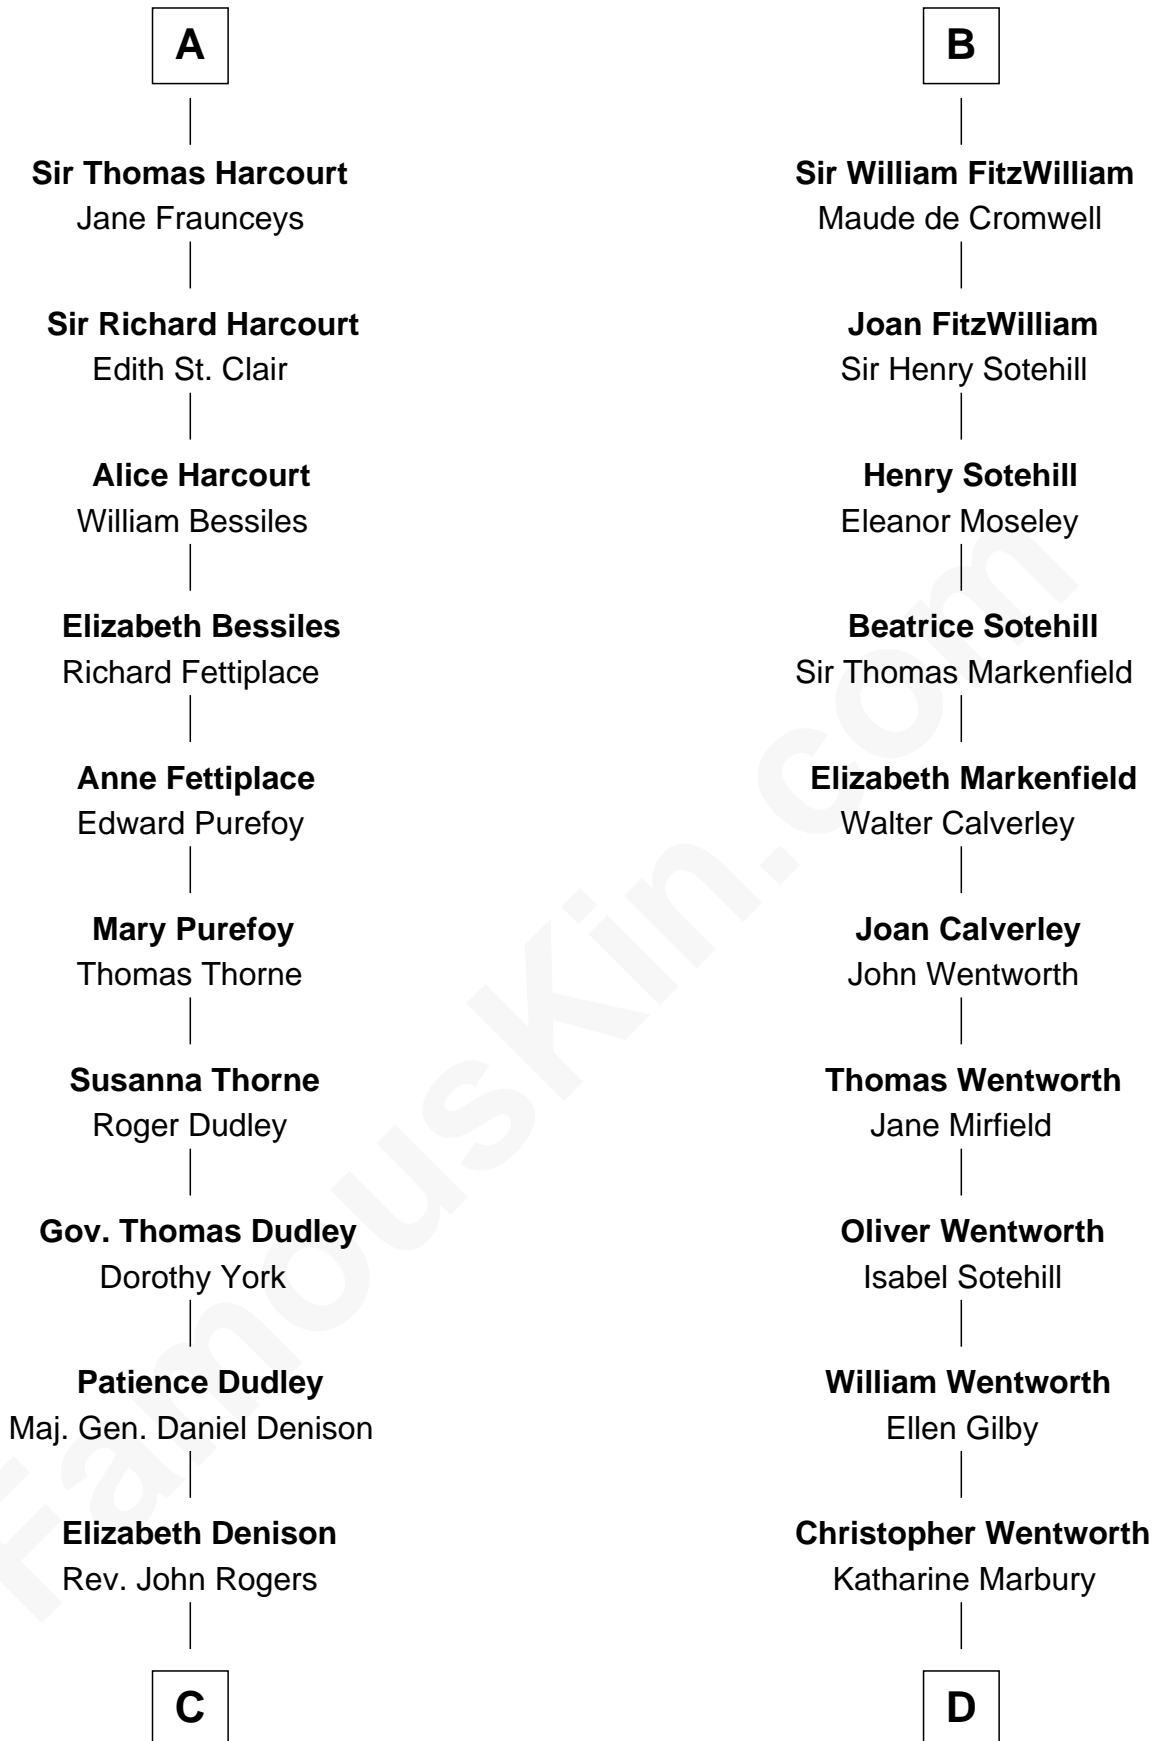 A
Sir Thomas Harcourt
Jane Fraunceys
Sir Richard Harcourt
Edith St. Clair
Alice Harcourt
William Bessiles
Elizabeth Bessiles
Richard Fettiplace
Anne Fettiplace
Edward Purefoy
Mary Purefoy
Thomas Thorne
Susanna Thorne
Roger Dudley
Gov. Thomas Dudley
Dorothy York
Patience Dudley
Maj. Gen. Daniel Denison
Elizabeth Denison
Rev. John Rogers
C
B
Sir William FitzWilliam
Maude de Cromwell
Joan FitzWilliam
Sir Henry Sotehill
Henry Sotehill
Eleanor Moseley
Beatrice Sotehill
Sir Thomas Markenfield
Elizabeth Markenfield
Walter Calverley
Joan Calverley
John Wentworth
Thomas Wentworth
Jane Mirfield
Oliver Wentworth
Isabel Sotehill
William Wentworth
Ellen Gilby
Christopher Wentworth
Katharine Marbury
D
FamousKin.com